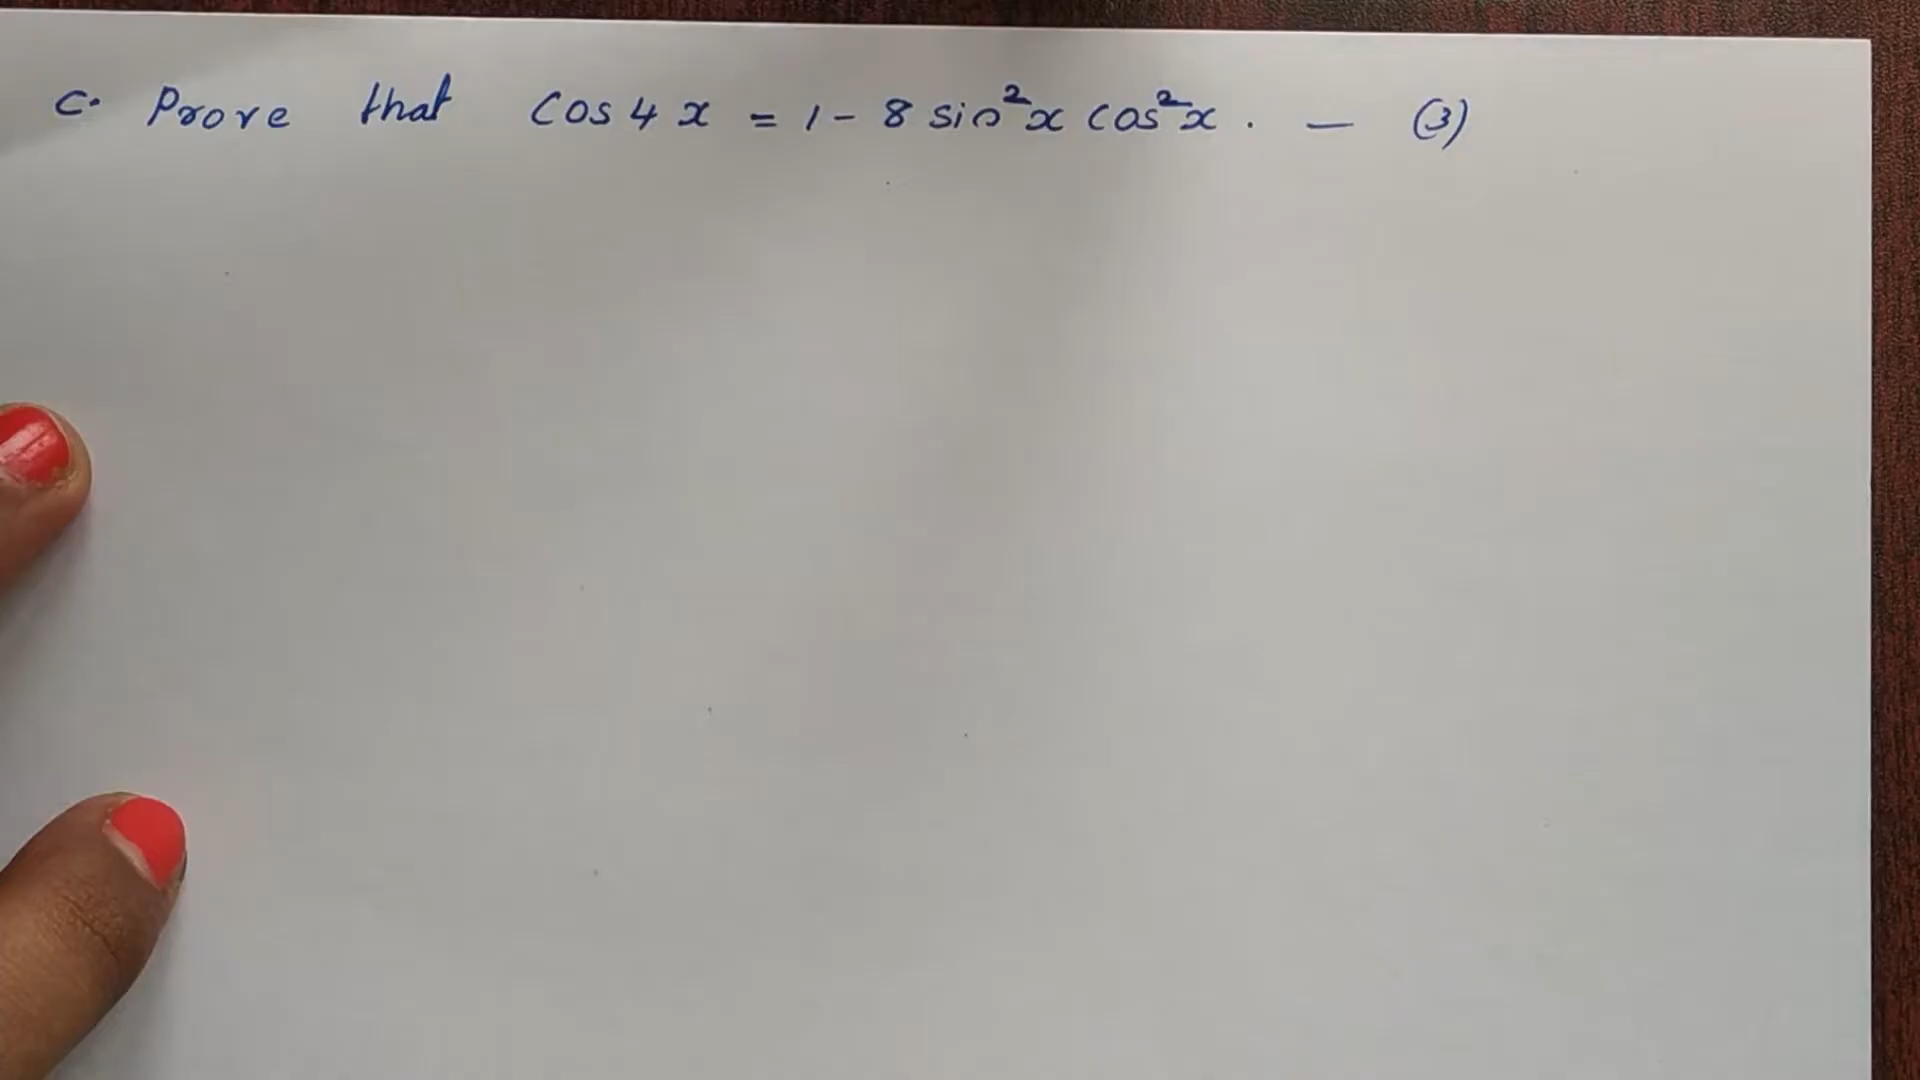 C. Prove that cos 4x = 1 - 8 sin²x cos²x. — (3)